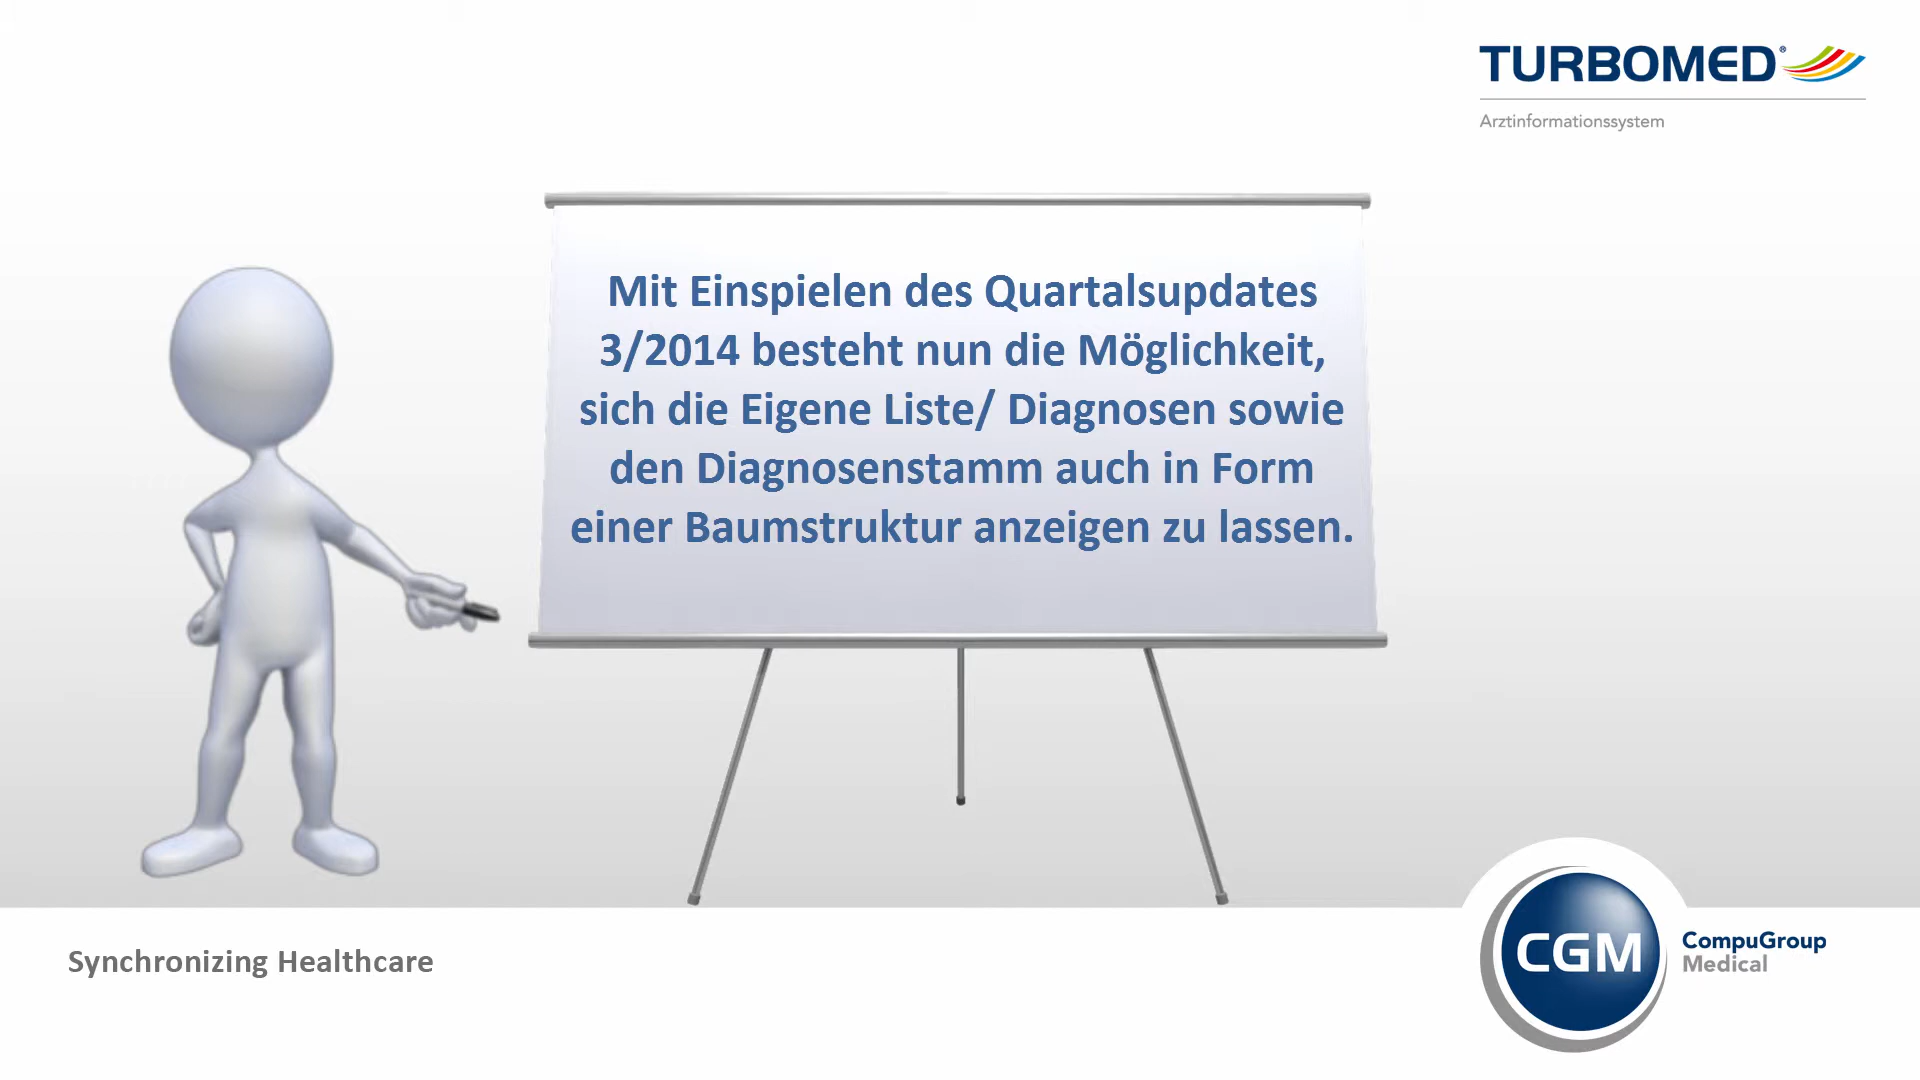 TURBOMED®
Arztinformationssystem
Mit Einspielen des Quartalsupdates
3/2014 besteht nun die Möglichkeit,
sich die Eigene Liste/ Diagnosen sowie
den Diagnosenstamm auch in Form
einer Baumstruktur anzeigen zu lassen.
Synchronizing Healthcare
CGM
CompuGroup
Medical